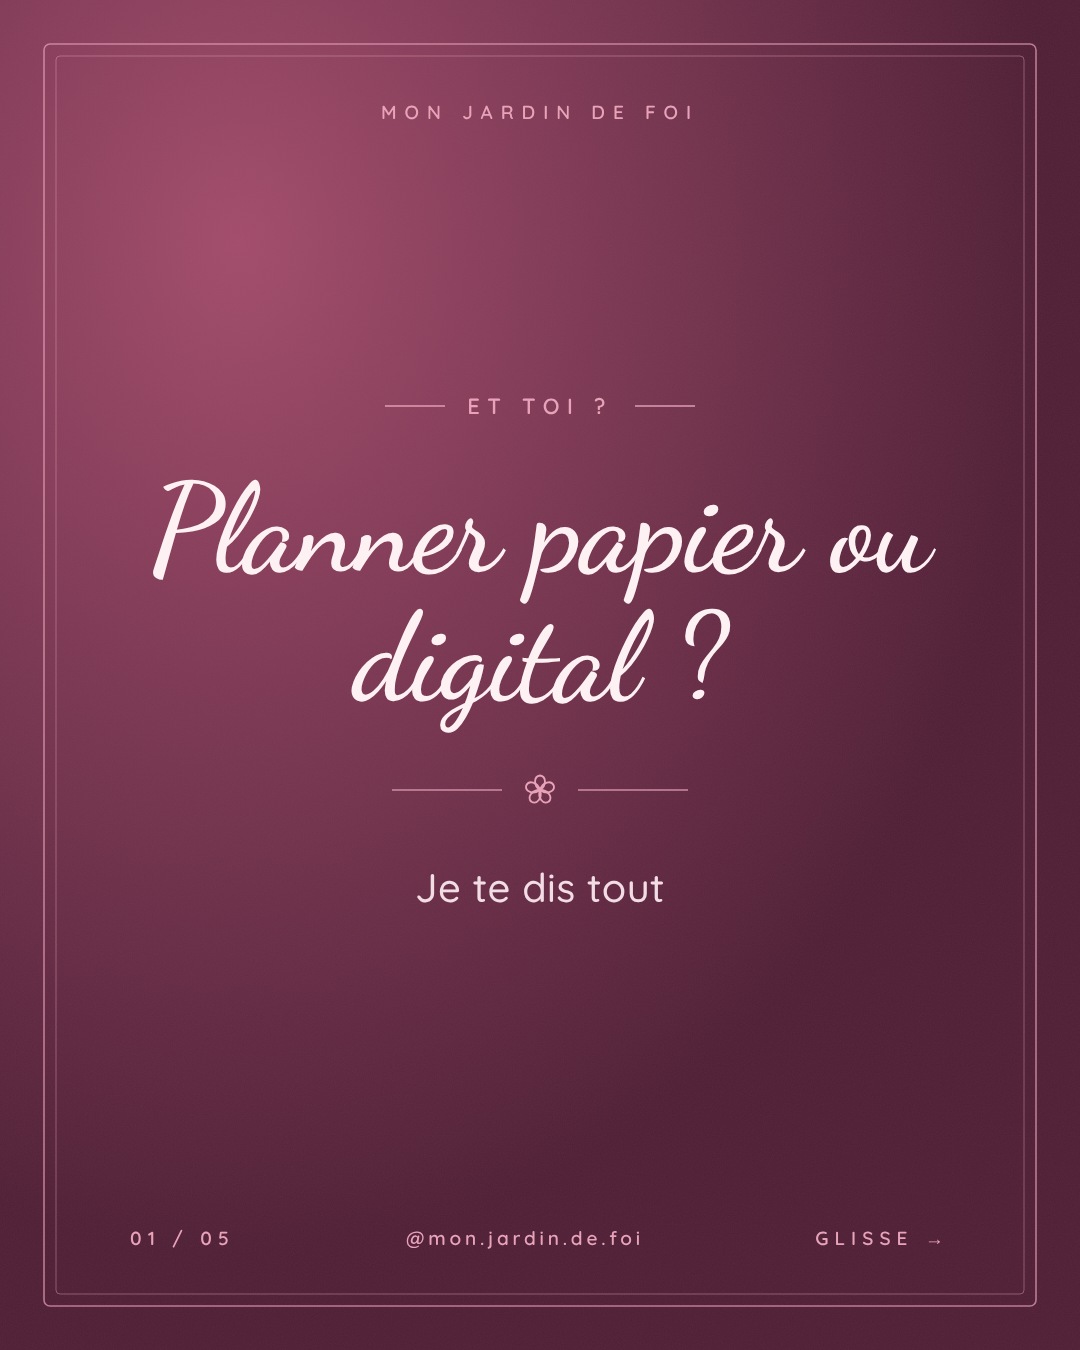 MON JARDIN DE FOI
ET TOI ?
Planner papier ou
digital ?
Je te dis tout
01 / 05
@mon.jardin.de.foi
GLISSE →